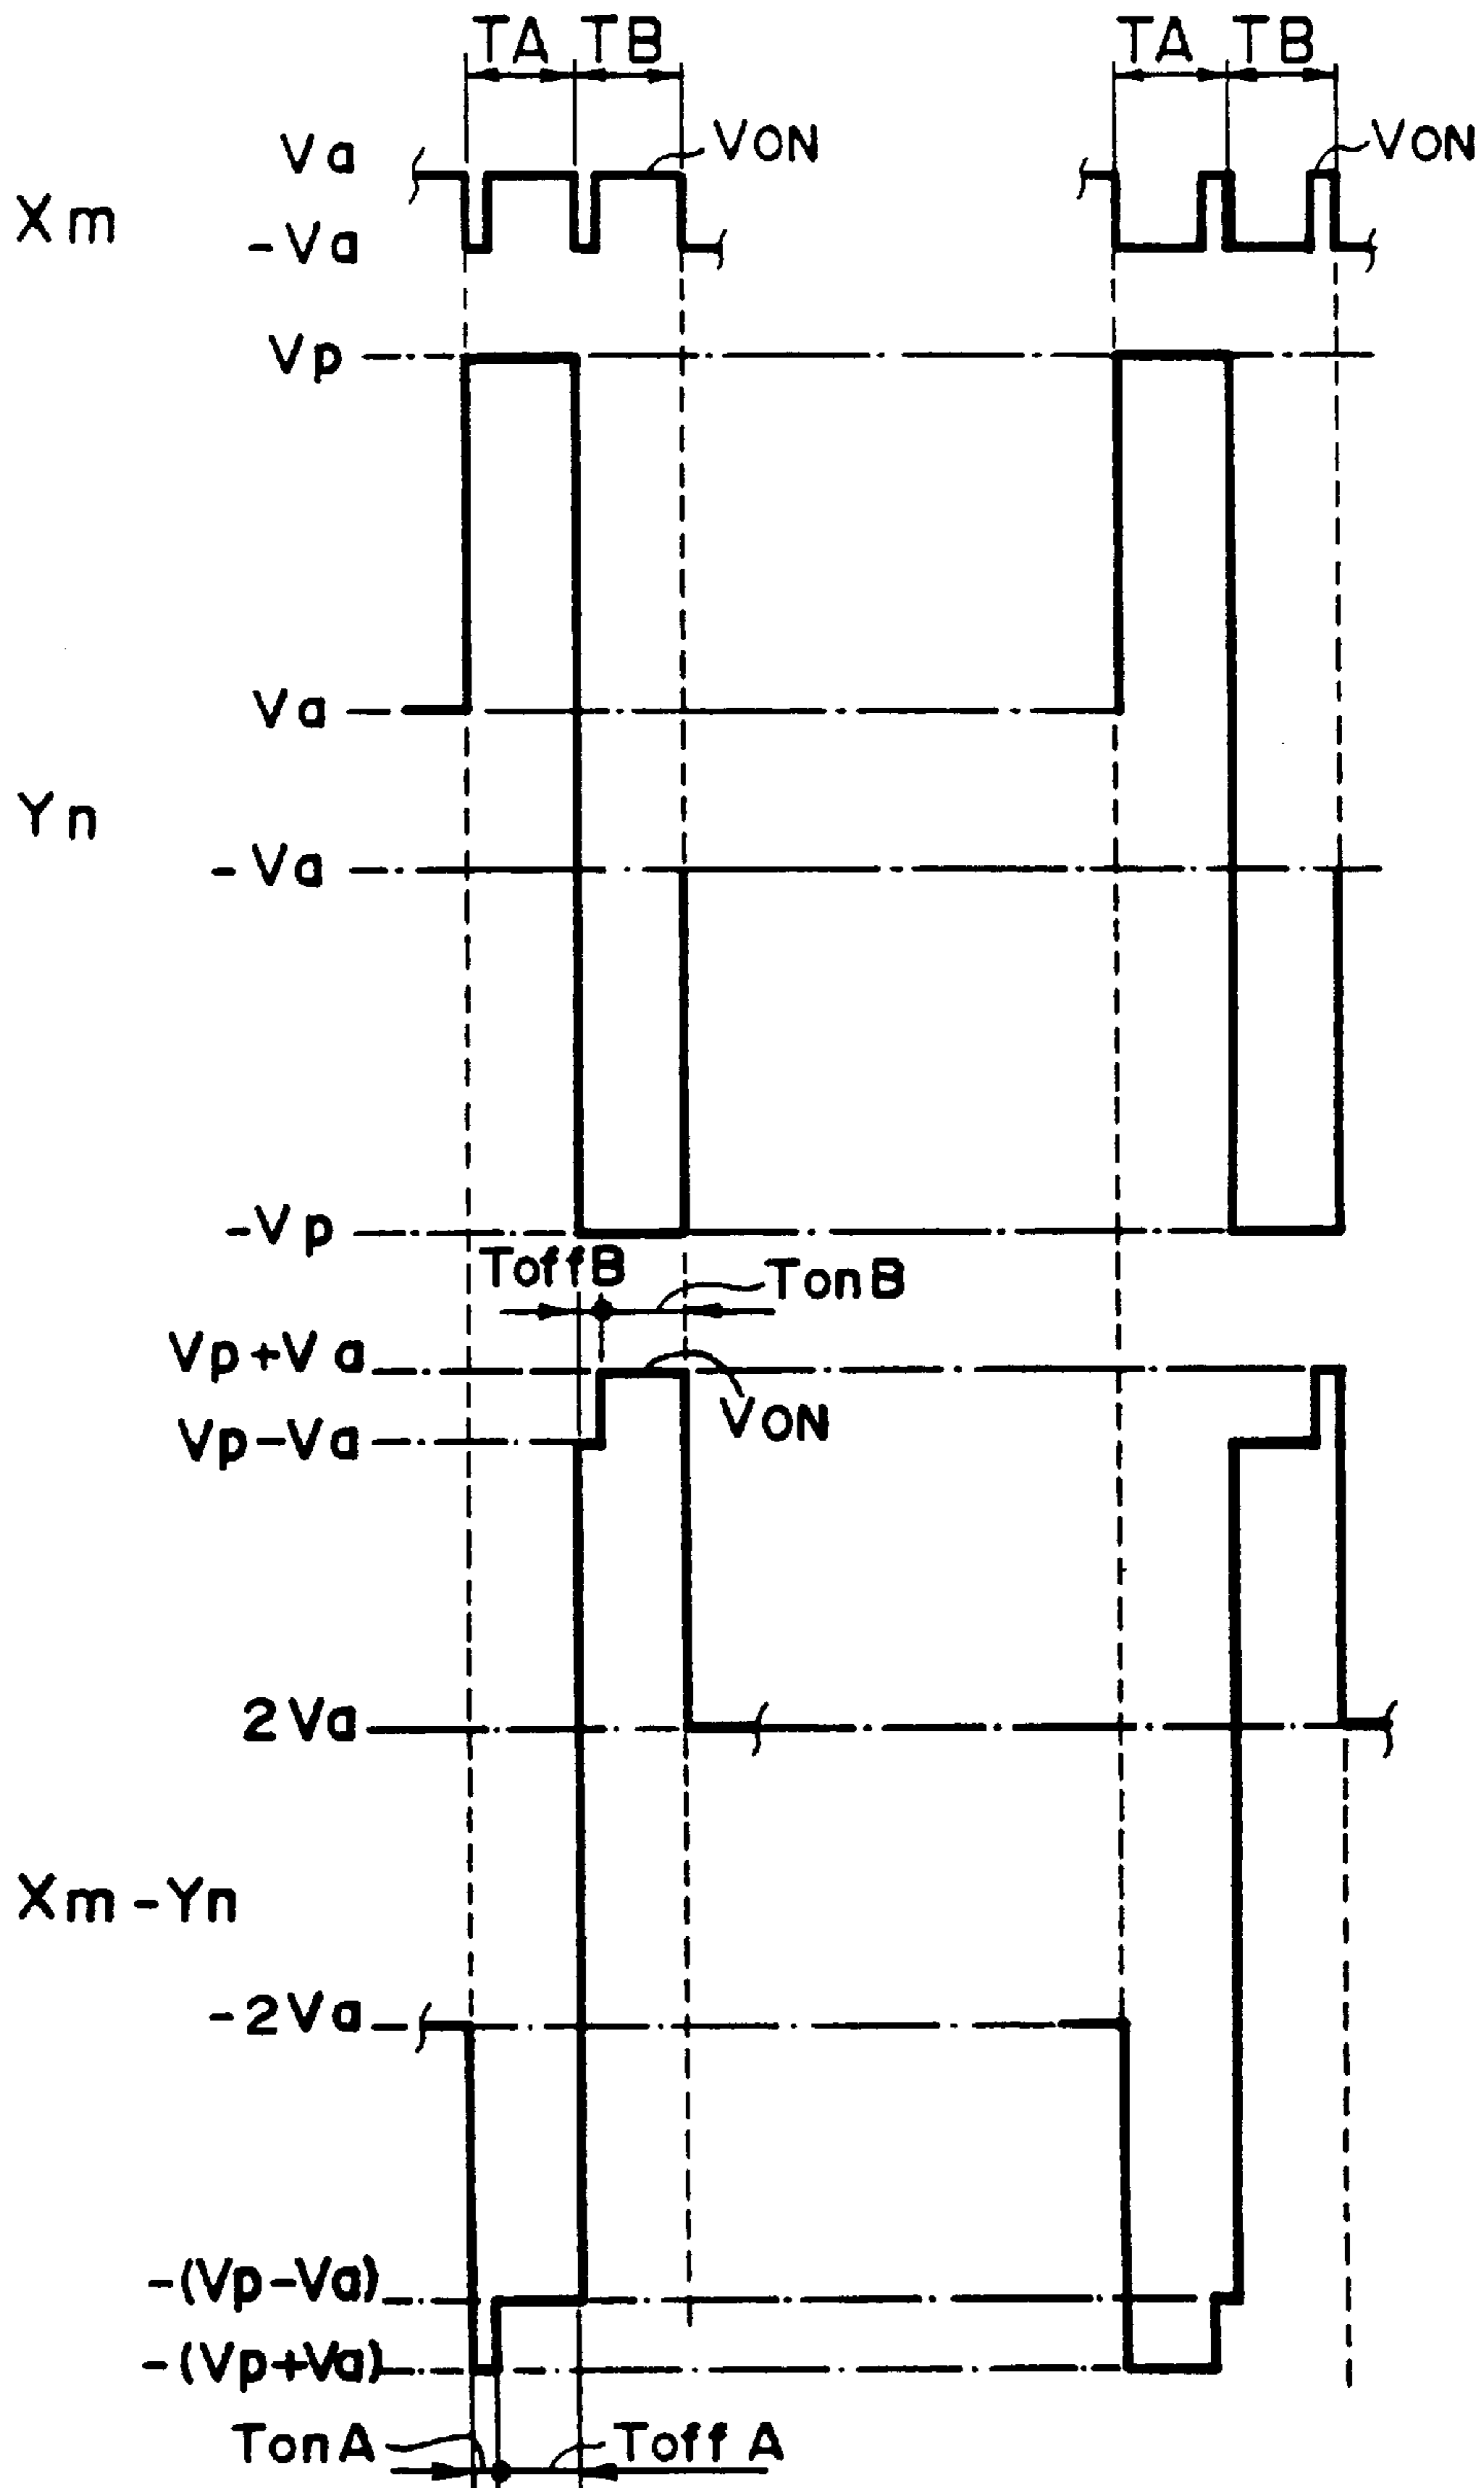 TA TB TA TB
Va VON VON
Xm
-Va
Vp
Va
Yn
-Va
-Vp
ToffB TonB
Vp+Va
VON
Vp-Va
2Va
Xm-Yn
-2Va
-(Vp-Va)
-(Vp+Va)
TonA ToffA